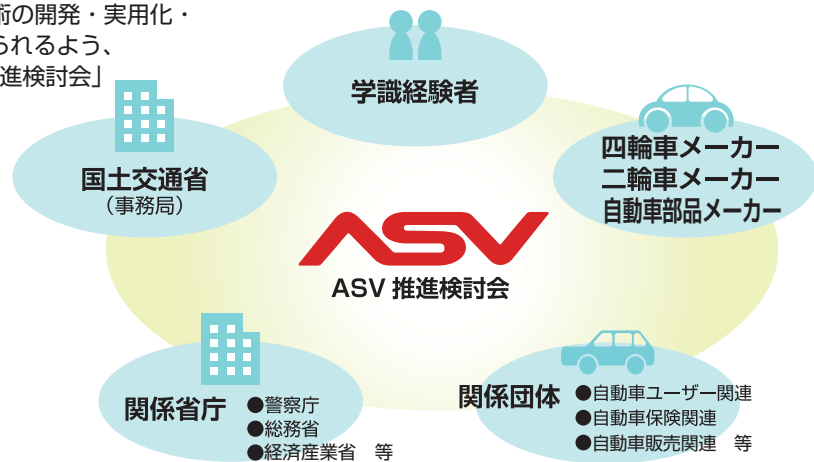 術の開発・実用化・
られるよう、
進検討会」
学識経験者
国土交通省
（事務局）
四輪車メーカー
二輪車メーカー
自動車部品メーカー
ASV
ASV 推進検討会
関係省庁
●警察庁
●総務省
●経済産業省　等
関係団体
●自動車ユーザー関連
●自動車保険関連
●自動車販売関連　等